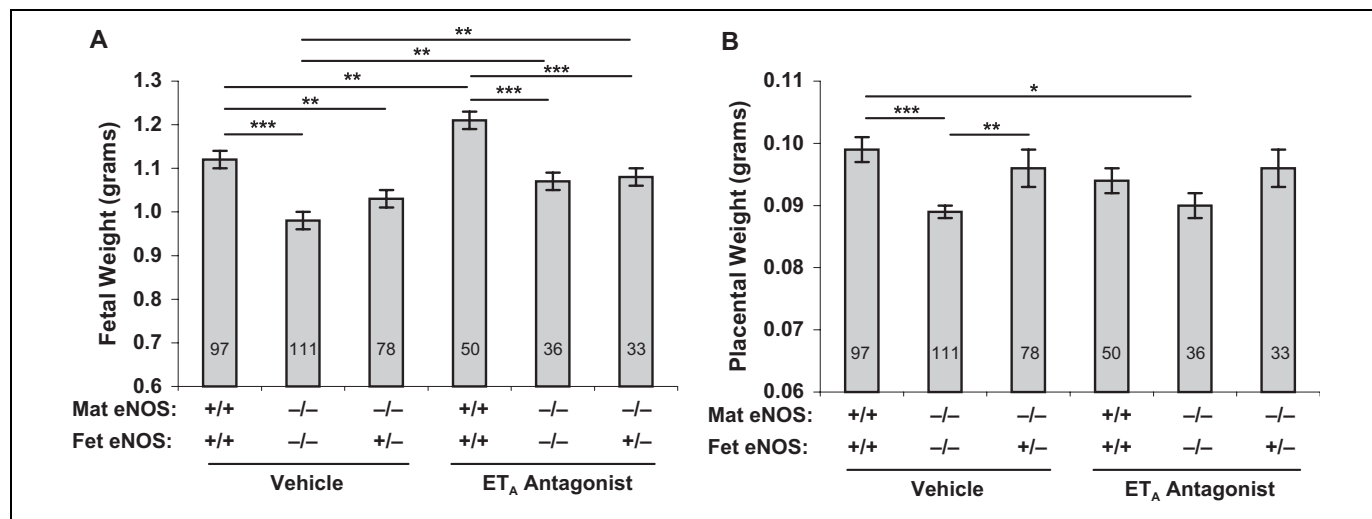 A
**
**
** ***
** ***
***
Fetal Weight (grams)
1.3
1.2
1.1
1.0
0.9
0.8
0.7
0.6
97 111 78 50 36 33
Mat eNOS: +/+ –/– –/– +/+ –/– –/–
Fet eNOS: +/+ –/– +/– +/+ –/– +/–
Vehicle ETA Antagonist
B
*
*** **
Placental Weight (grams)
0.11
0.10
0.09
0.08
0.07
0.06
97 111 78 50 36 33
Mat eNOS: +/+ –/– –/– +/+ –/– –/–
Fet eNOS: +/+ –/– +/– +/+ –/– +/–
Vehicle ETA Antagonist